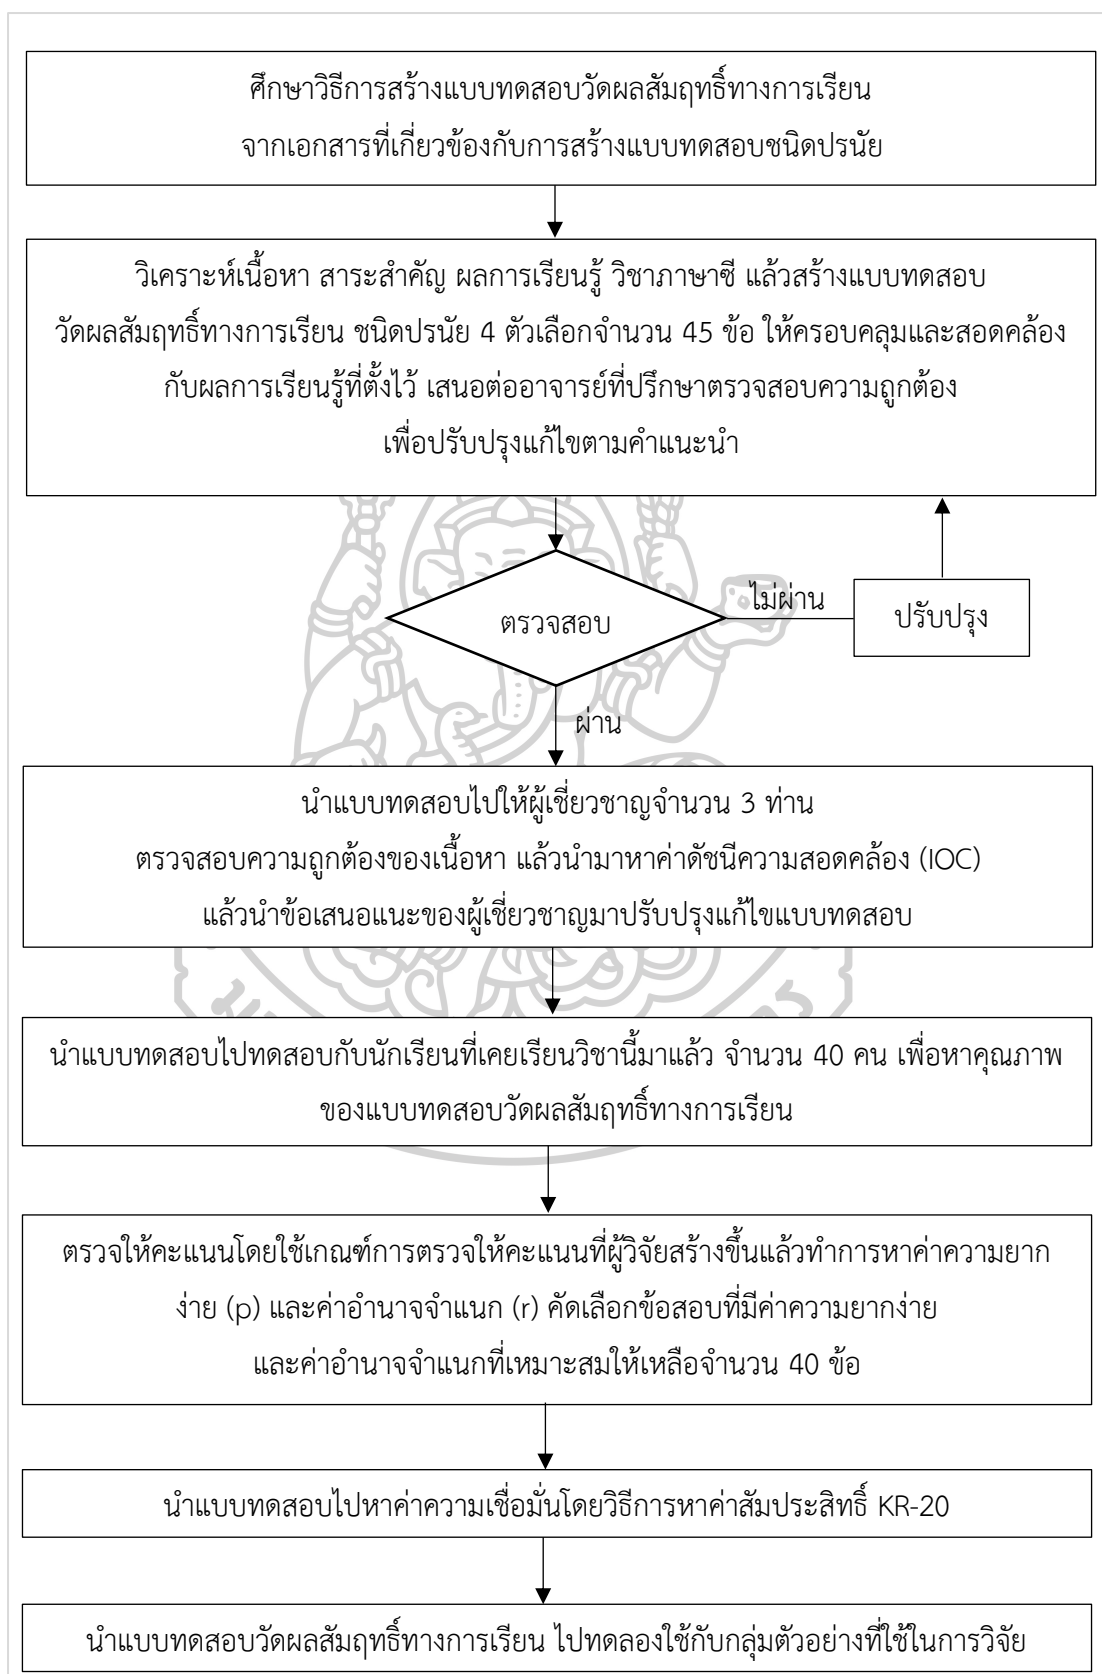 ศึกษาวิธีการสร้างแบบทดสอบวัดผลสัมฤทธิ์ทางการเรียน
จากเอกสารที่เกี่ยวข้องกับการสร้างแบบทดสอบชนิดปรนัย
วิเคราะห์เนื้อหา สาระสำคัญ ผลการเรียนรู้ วิชาภาษาซี แล้วสร้างแบบทดสอบ
วัดผลสัมฤทธิ์ทางการเรียน ชนิดปรนัย 4 ตัวเลือกจำนวน 45 ข้อ ให้ครอบคลุมและสอดคล้อง
กับผลการเรียนรู้ที่ตั้งไว้ เสนอต่ออาจารย์ที่ปรึกษาตรวจสอบความถูกต้อง
เพื่อปรับปรุงแก้ไขตามคำแนะนำ
ตรวจสอบ
ไม่ผ่าน
ปรับปรุง
ผ่าน
นำแบบทดสอบไปให้ผู้เชี่ยวชาญจำนวน 3 ท่าน
ตรวจสอบความถูกต้องของเนื้อหา แล้วนำมาหาค่าดัชนีความสอดคล้อง (IOC)
แล้วนำข้อเสนอแนะของผู้เชี่ยวชาญมาปรับปรุงแก้ไขแบบทดสอบ
นำแบบทดสอบไปทดสอบกับนักเรียนที่เคยเรียนวิชานี้มาแล้ว จำนวน 40 คน เพื่อหาคุณภาพ
ของแบบทดสอบวัดผลสัมฤทธิ์ทางการเรียน
ตรวจให้คะแนนโดยใช้เกณฑ์การตรวจให้คะแนนที่ผู้วิจัยสร้างขึ้นแล้วทำการหาค่าความยาก
ง่าย (p) และค่าอำนาจจำแนก (r) คัดเลือกข้อสอบที่มีค่าความยากง่าย
และค่าอำนาจจำแนกที่เหมาะสมให้เหลือจำนวน 40 ข้อ
นำแบบทดสอบไปหาค่าความเชื่อมั่นโดยวิธีการหาค่าสัมประสิทธิ์ KR-20
นำแบบทดสอบวัดผลสัมฤทธิ์ทางการเรียน ไปทดลองใช้กับกลุ่มตัวอย่างที่ใช้ในการวิจัย